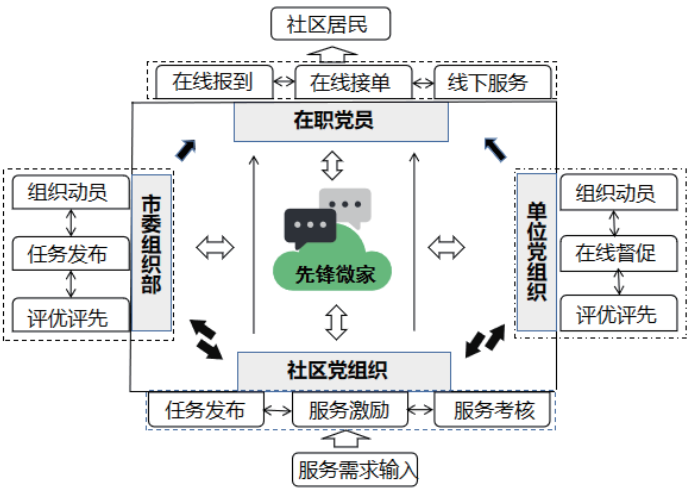 社区居民
在线报到
在线接单
线下服务
在职党员
组织动员
任务发布
评优评先
市委组织部
先锋微家
单位党组织
组织动员
在线督促
评优评先
社区党组织
任务发布
服务激励
服务考核
服务需求输入